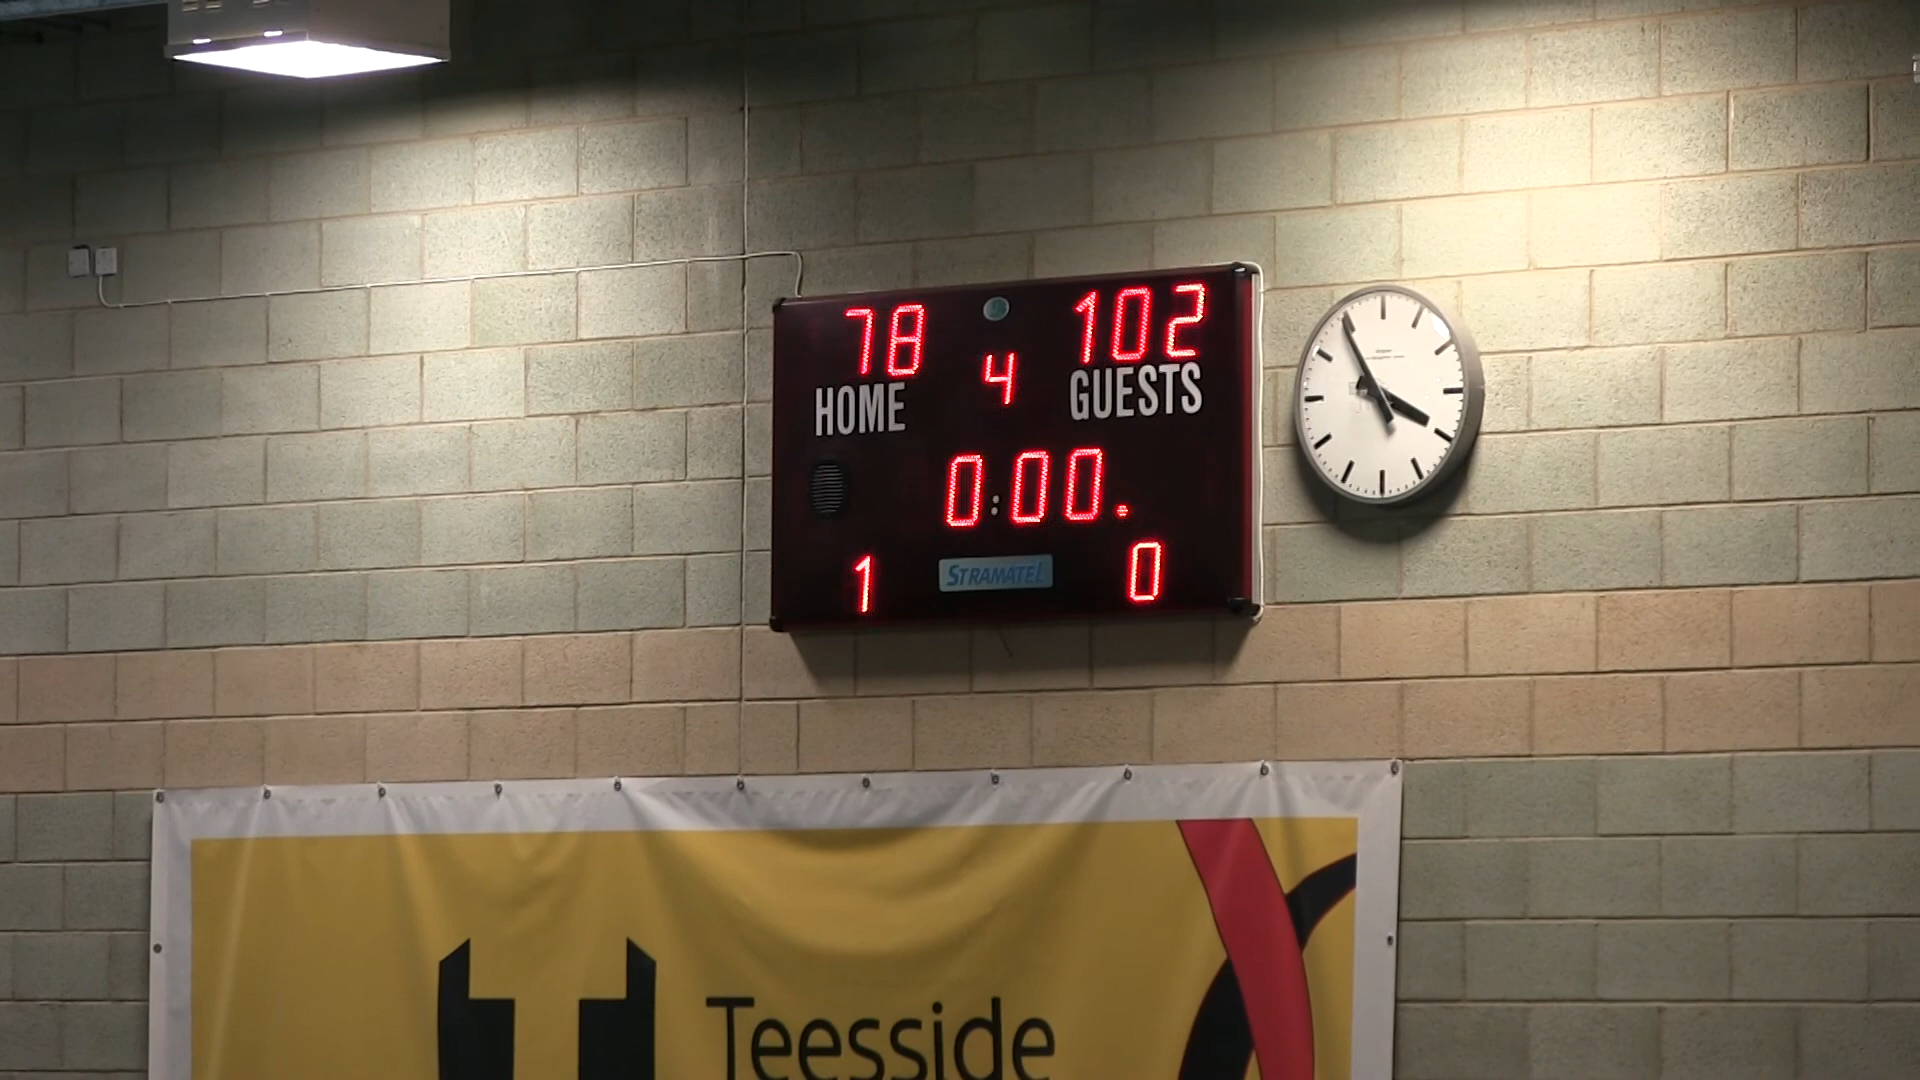 78 102
4
HOME GUESTS
0:00.
1 STRAMATEL 0
Teesside